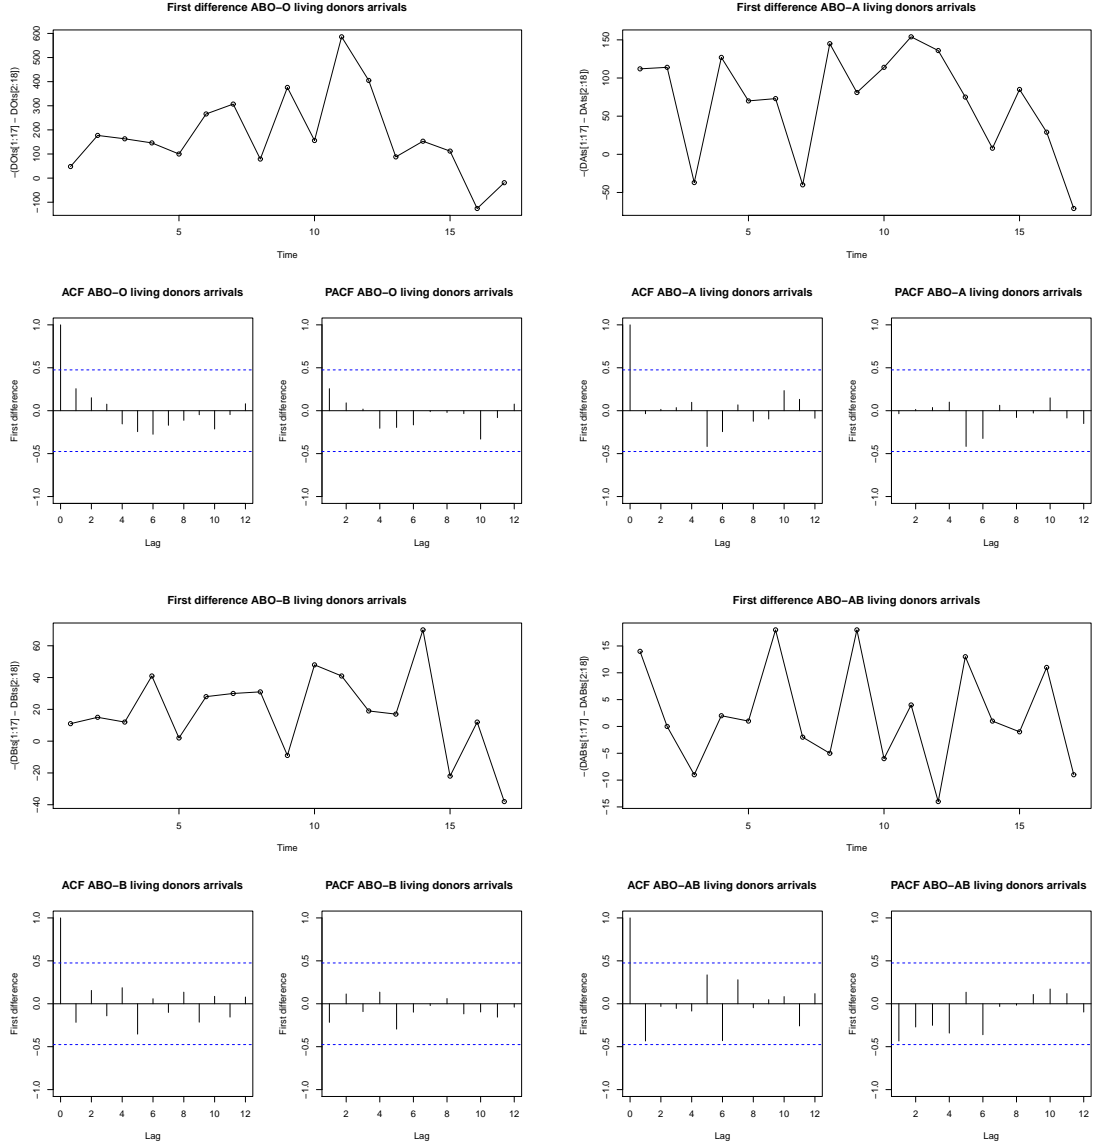 First difference ABO−O living donors arrivals
−(DOts[1:17] − DOts[2:18])
−100 0 100 200 300 400 500 600
5 10 15
Time
First difference ABO−A living donors arrivals
−(DAts[1:17] − DAts[2:18])
−50 0 50 100 150
5 10 15
Time
ACF ABO−O living donors arrivals
First difference
−1.0 −0.5 0.0 0.5 1.0
0 2 4 6 8 10 12
Lag
PACF ABO−O living donors arrivals
First difference
−1.0 −0.5 0.0 0.5 1.0
2 4 6 8 10 12
Lag
ACF ABO−A living donors arrivals
First difference
−1.0 −0.5 0.0 0.5 1.0
0 2 4 6 8 10 12
Lag
PACF ABO−A living donors arrivals
First difference
−1.0 −0.5 0.0 0.5 1.0
2 4 6 8 10 12
Lag
First difference ABO−B living donors arrivals
−(DBts[1:17] − DBts[2:18])
−40 −20 0 20 40 60
5 10 15
Time
First difference ABO−AB living donors arrivals
−(DABts[1:17] − DABts[2:18])
−15 −10 −5 0 5 10 15
5 10 15
Time
ACF ABO−B living donors arrivals
First difference
−1.0 −0.5 0.0 0.5 1.0
0 2 4 6 8 10 12
Lag
PACF ABO−B living donors arrivals
First difference
−1.0 −0.5 0.0 0.5 1.0
2 4 6 8 10 12
Lag
ACF ABO−AB living donors arrivals
First difference
−1.0 −0.5 0.0 0.5 1.0
0 2 4 6 8 10 12
Lag
PACF ABO−AB living donors arrivals
First difference
−1.0 −0.5 0.0 0.5 1.0
2 4 6 8 10 12
Lag